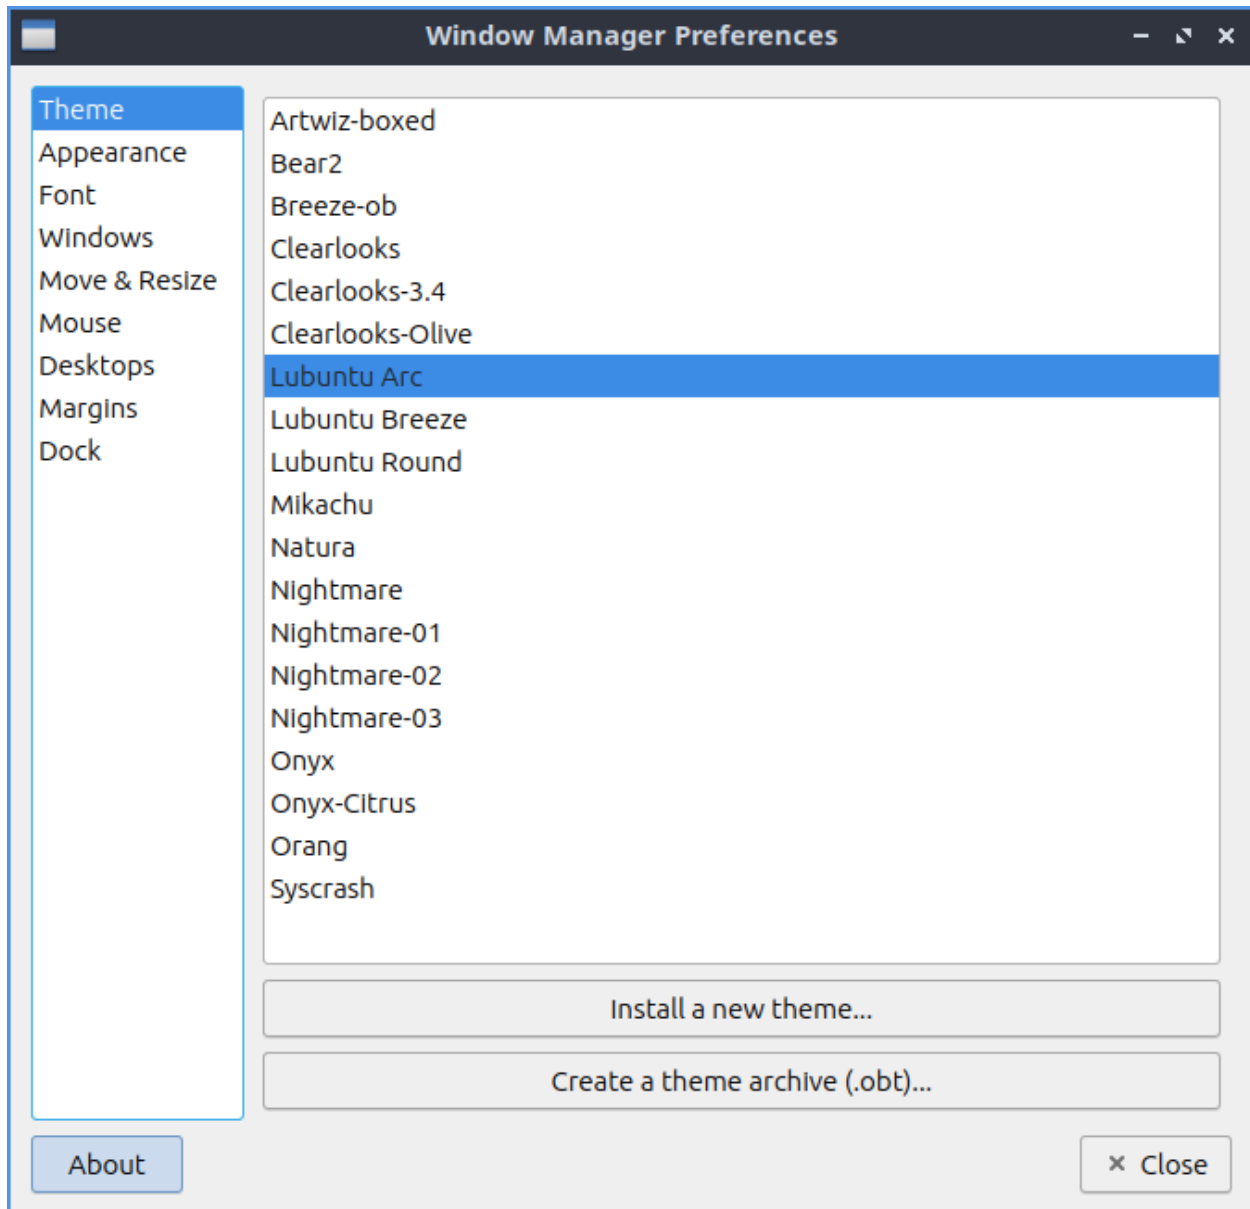 Window Manager Preferences
Theme
Appearance
Font
Windows
Move & Resize
Mouse
Desktops
Margins
Dock
Artwiz-boxed
Bear2
Breeze-ob
Clearlooks
Clearlooks-3.4
Clearlooks-Olive
Lubuntu Arc
Lubuntu Breeze
Lubuntu Round
Mikachu
Natura
Nightmare
Nightmare-01
Nightmare-02
Nightmare-03
Onyx
Onyx-Citrus
Orang
Syscrash
Install a new theme...
Create a theme archive (.obt)...
About
Close